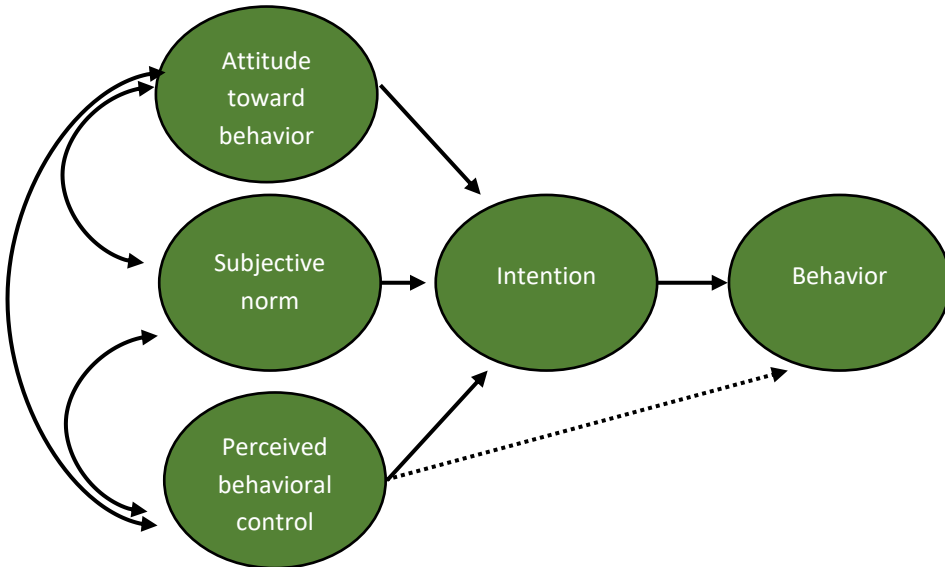 Attitude
toward
behavior
Subjective
norm
Intention
Behavior
Perceived
behavioral
control